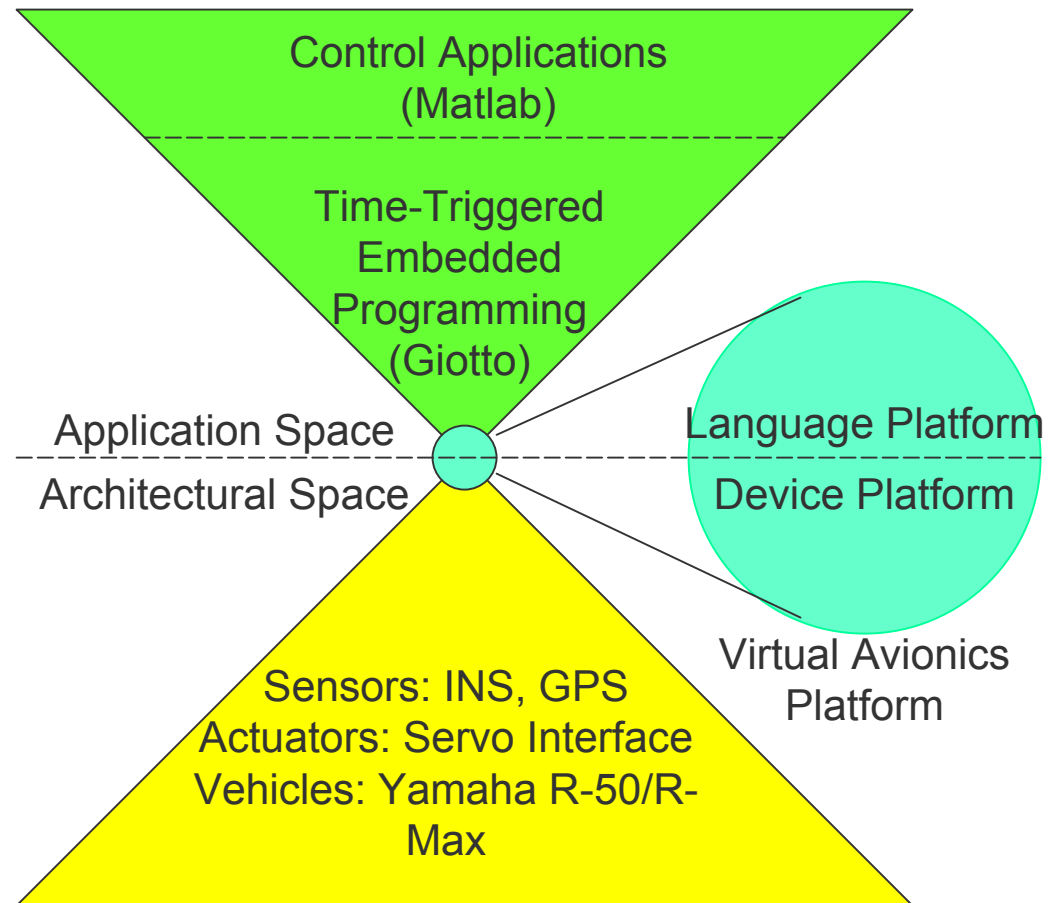 Control Applications
(Matlab)
Time-Triggered
Embedded
Programming
(Giotto)
Application Space
Architectural Space
Language Platform
Device Platform
Virtual Avionics
Platform
Sensors: INS, GPS
Actuators: Servo Interface
Vehicles: Yamaha R-50/R-
Max